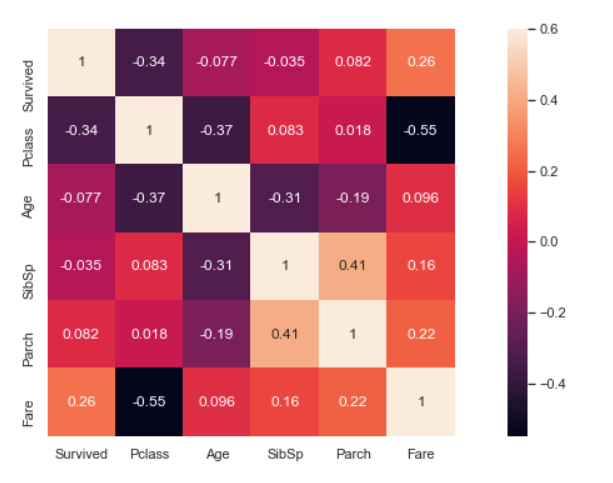 Survived 1 -0.34 -0.077 -0.035 0.082 0.26
Pclass -0.34 1 -0.37 0.083 0.018 -0.55
Age -0.077 -0.37 1 -0.31 -0.19 0.096
SibSp -0.035 0.083 -0.31 1 0.41 0.16
Parch 0.082 0.018 -0.19 0.41 1 0.22
Fare 0.26 -0.55 0.096 0.16 0.22 1
Survived Pclass Age SibSp Parch Fare
0.6
0.4
0.2
0.0
−0.2
−0.4